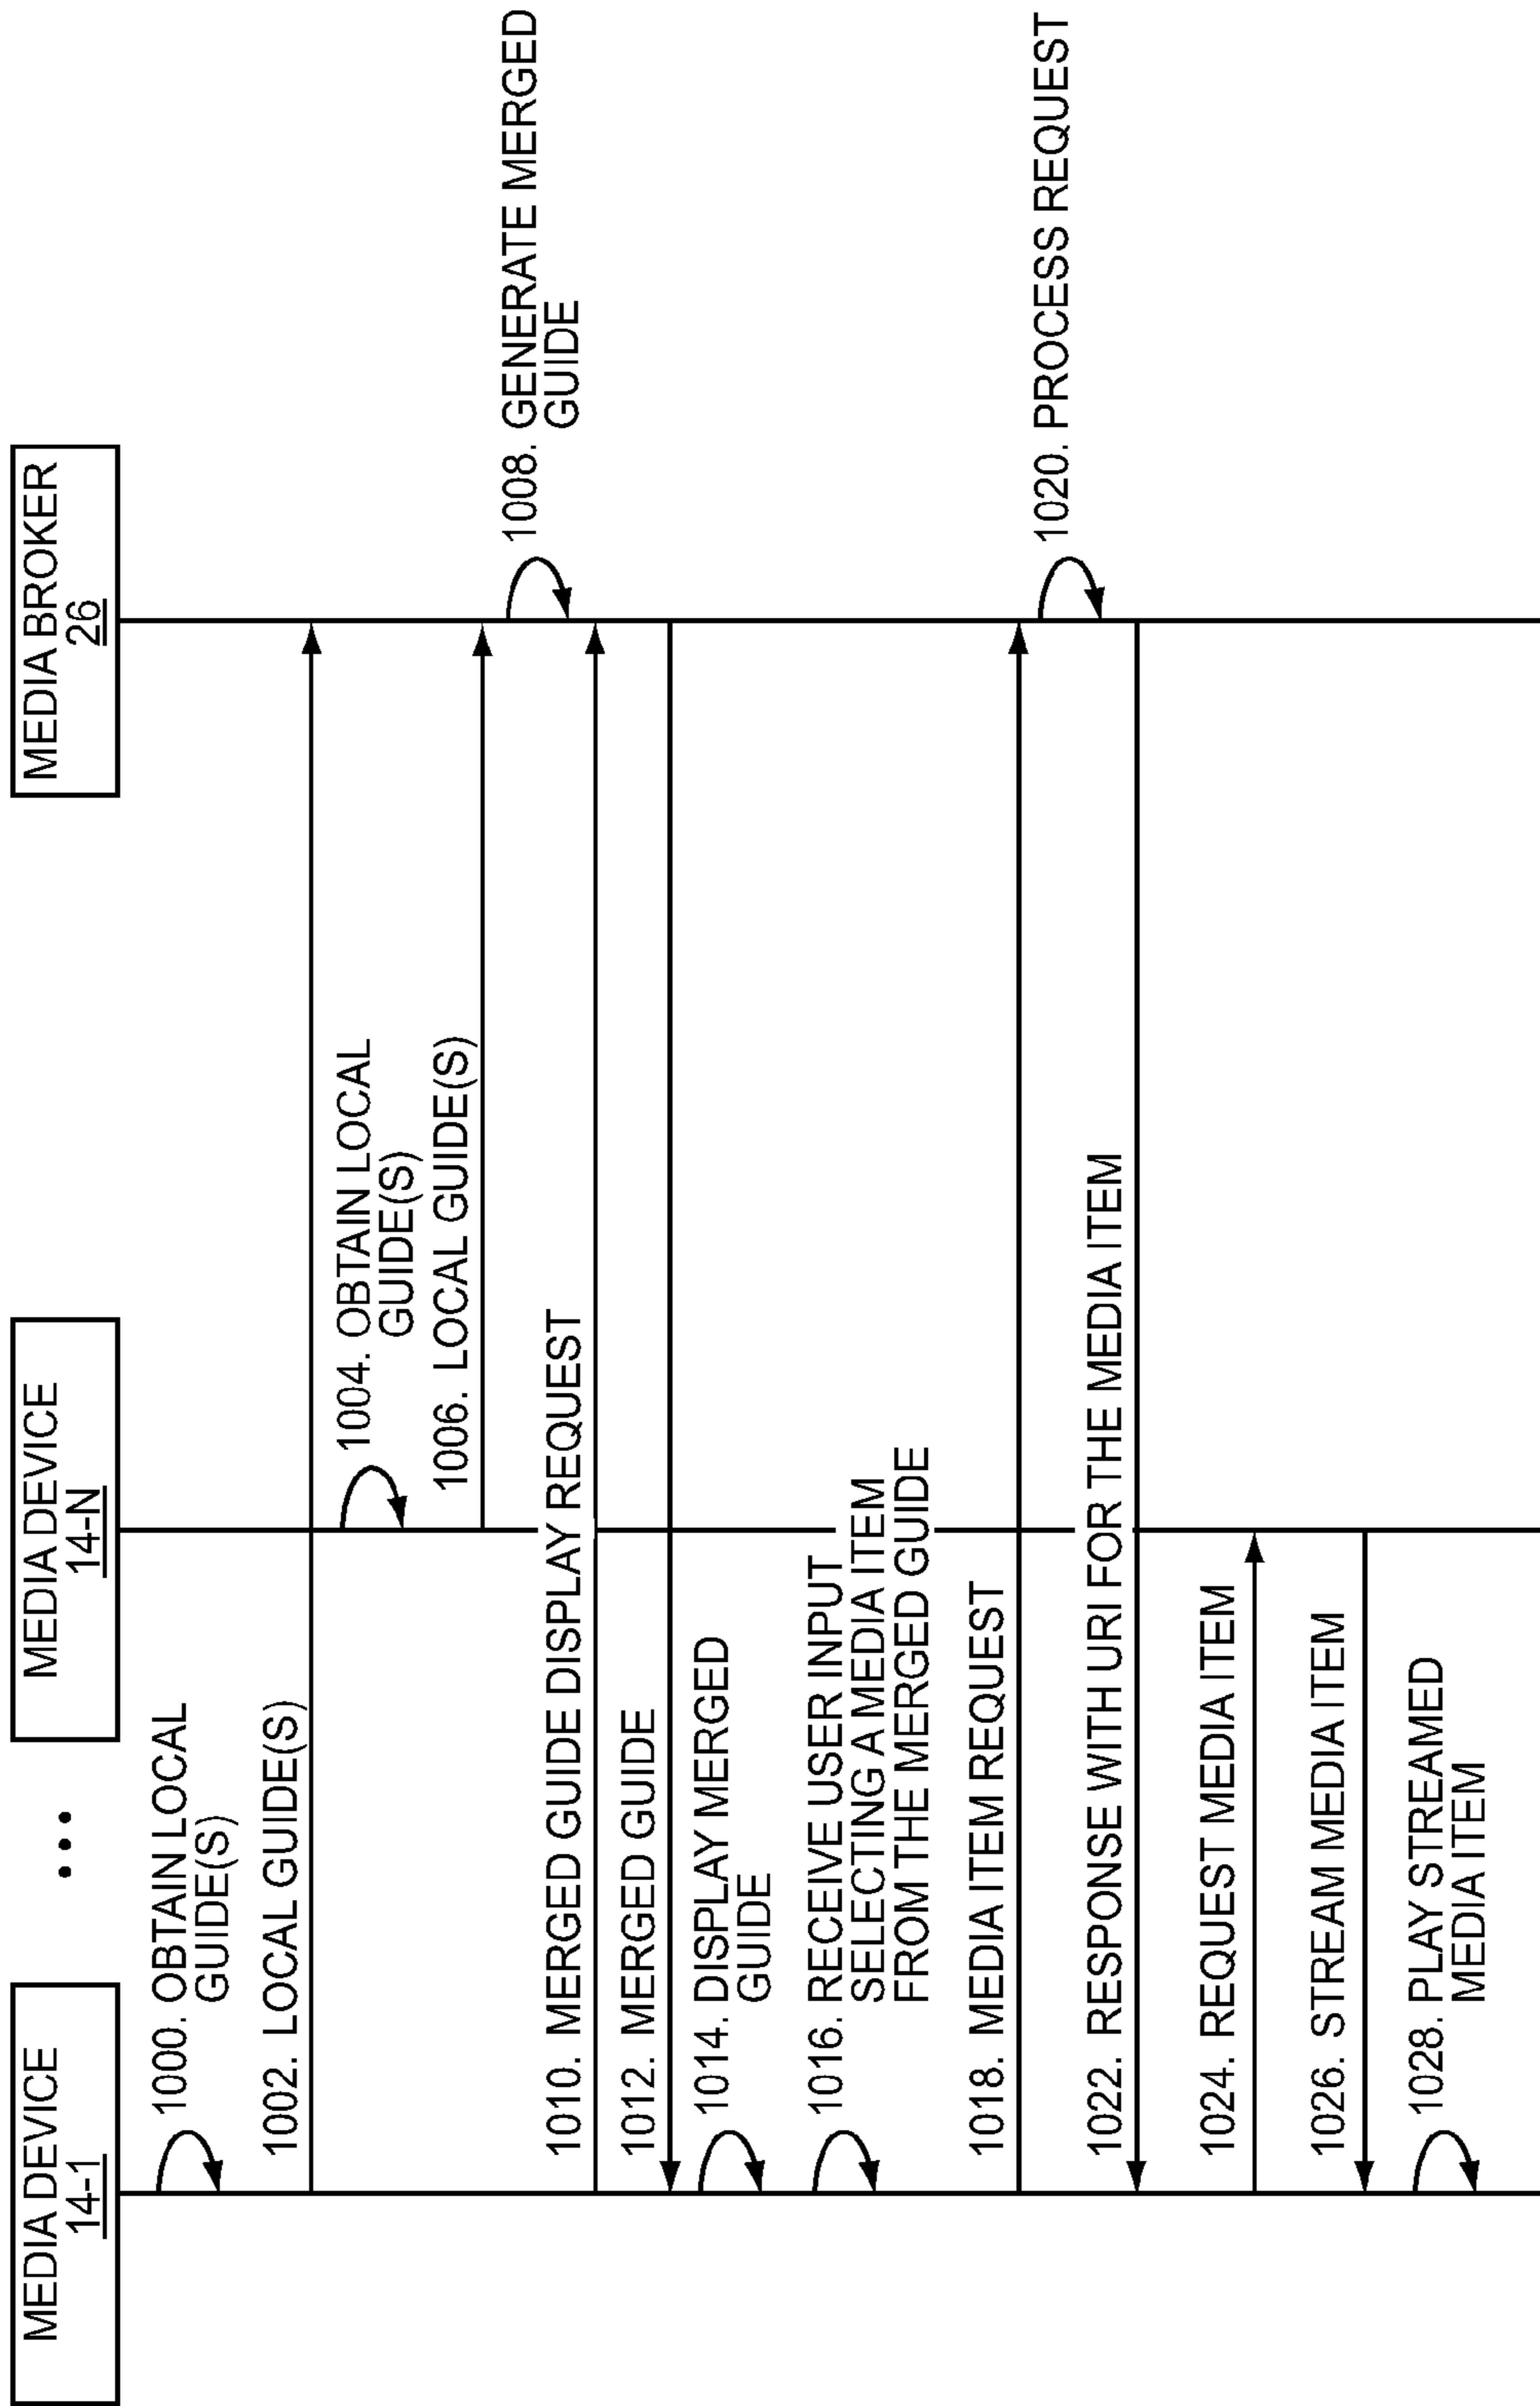 MEDIA DEVICE
14-1
• • •
MEDIA DEVICE
14-N
MEDIA BROKER
26
1000. OBTAIN LOCAL
GUIDE(S)
1002. LOCAL GUIDE(S)
1004. OBTAIN LOCAL
GUIDE(S)
1006. LOCAL GUIDE(S)
1008. GENERATE MERGED
GUIDE
1010. MERGED GUIDE DISPLAY REQUEST
1012. MERGED GUIDE
1014. DISPLAY MERGED
GUIDE
1016. RECEIVE USER INPUT
SELECTING A MEDIA ITEM
FROM THE MERGED GUIDE
1018. MEDIA ITEM REQUEST
1020. PROCESS REQUEST
1022. RESPONSE WITH URI FOR THE MEDIA ITEM
1024. REQUEST MEDIA ITEM
1026. STREAM MEDIA ITEM
1028. PLAY STREAMED
MEDIA ITEM